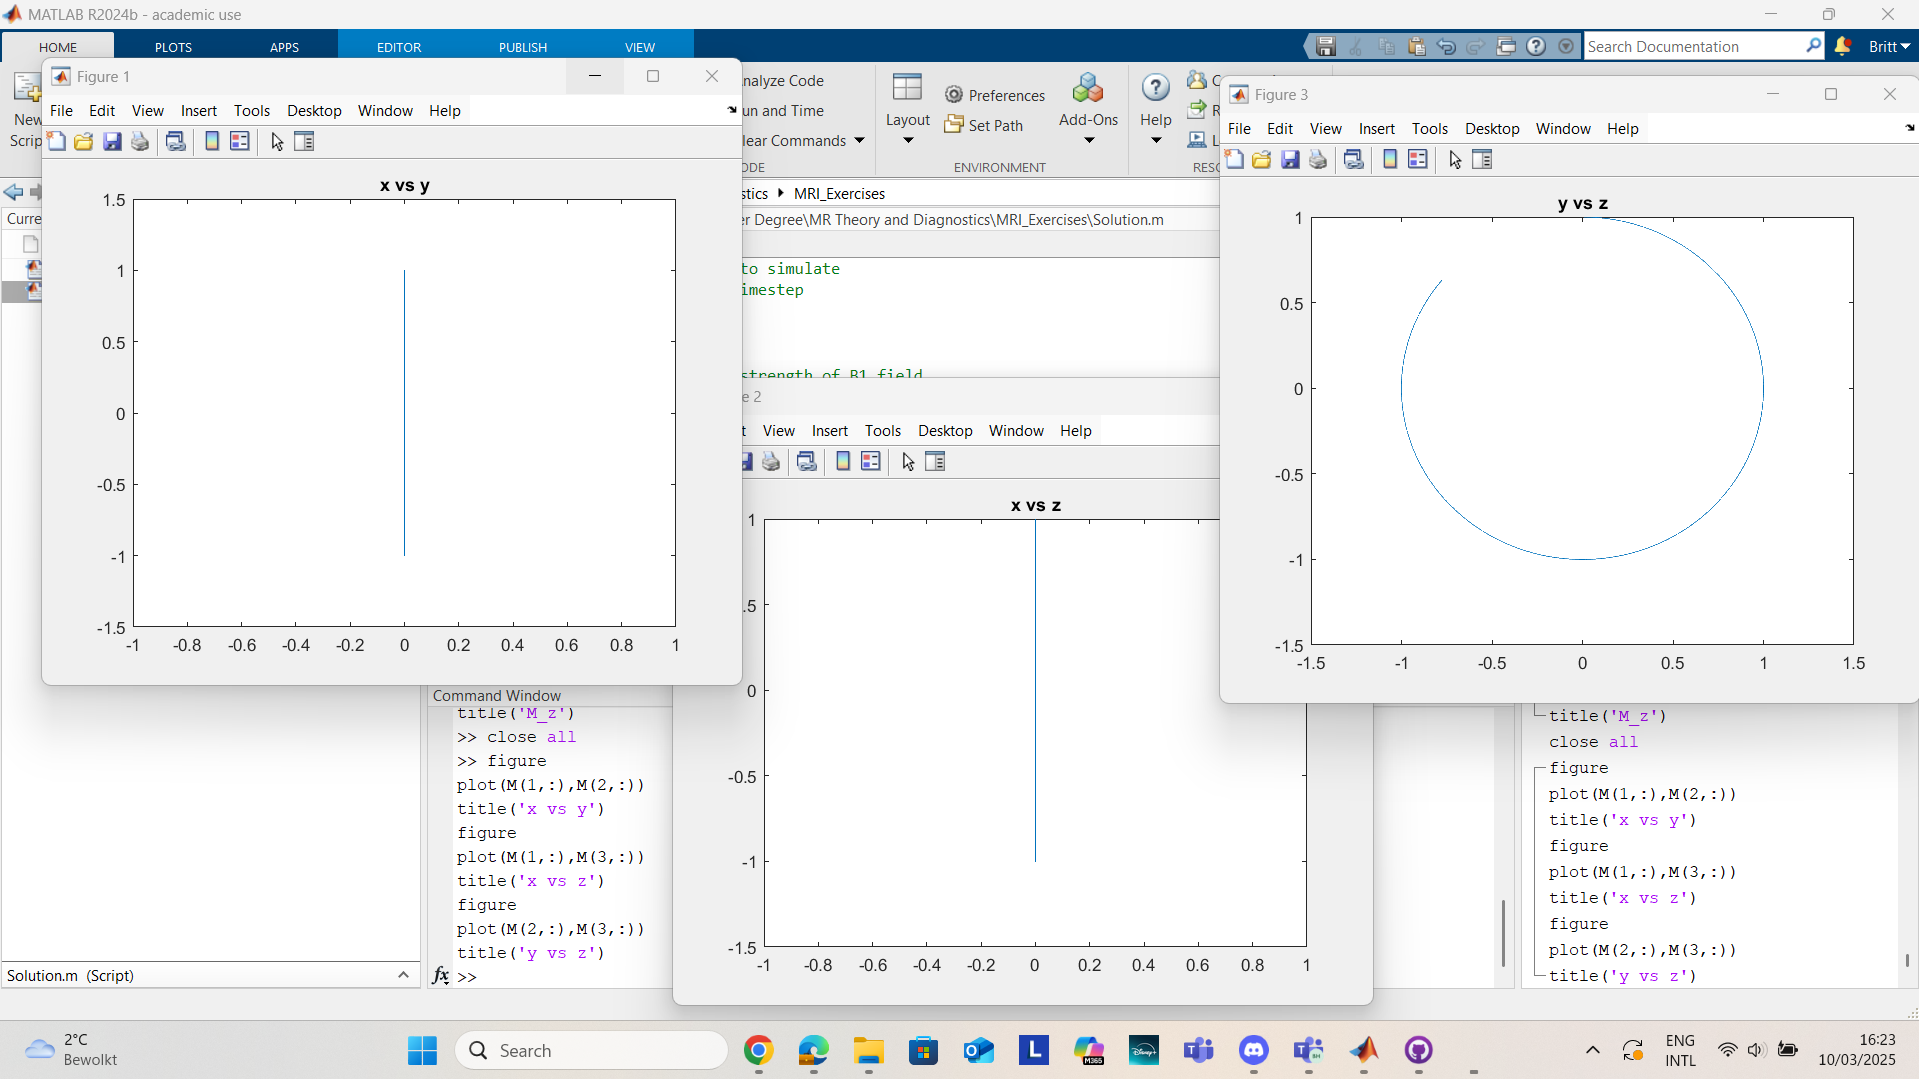 MATLAB R2024b - academic use
HOME PLOTS APPS EDITOR PUBLISH VIEW
Search Documentation
Britt
New
Scrip
nalyze Code
un and Time
lear Commands
ODE
Layout
Preferences
Set Path
Add-Ons
ENVIRONMENT
Help
RESO
Curre
stics MRI_Exercises
er Degree\MR Theory and Diagnostics\MRI_Exercises\Solution.m
to simulate
imestep
strength of B1 field
Figure 1
File Edit View Insert Tools Desktop Window Help
x vs y
1.5
1
0.5
0
-0.5
-1
-1.5
-1 -0.8 -0.6 -0.4 -0.2 0 0.2 0.4 0.6 0.8 1
e 2
t View Insert Tools Desktop Window Help
x vs z
1
.5
0
-0.5
-1
-1.5
-1 -0.8 -0.6 -0.4 -0.2 0 0.2 0.4 0.6 0.8 1
Figure 3
File Edit View Insert Tools Desktop Window Help
y vs z
1
0.5
0
-0.5
-1
-1.5
-1.5 -1 -0.5 0 0.5 1 1.5
Command Window
title('M_z')
>> close all
>> figure
plot(M(1,:),M(2,:))
title('x vs y')
figure
plot(M(1,:),M(3,:))
title('x vs z')
figure
plot(M(2,:),M(3,:))
title('y vs z')
fx >>
title('M_z')
close all
figure
plot(M(1,:),M(2,:))
title('x vs y')
figure
plot(M(1,:),M(3,:))
title('x vs z')
figure
plot(M(2,:),M(3,:))
title('y vs z')
Solution.m (Script)
2°C
Bewolkt
Search
L
M365
Disney+
ENG
INTL
16:23
10/03/2025